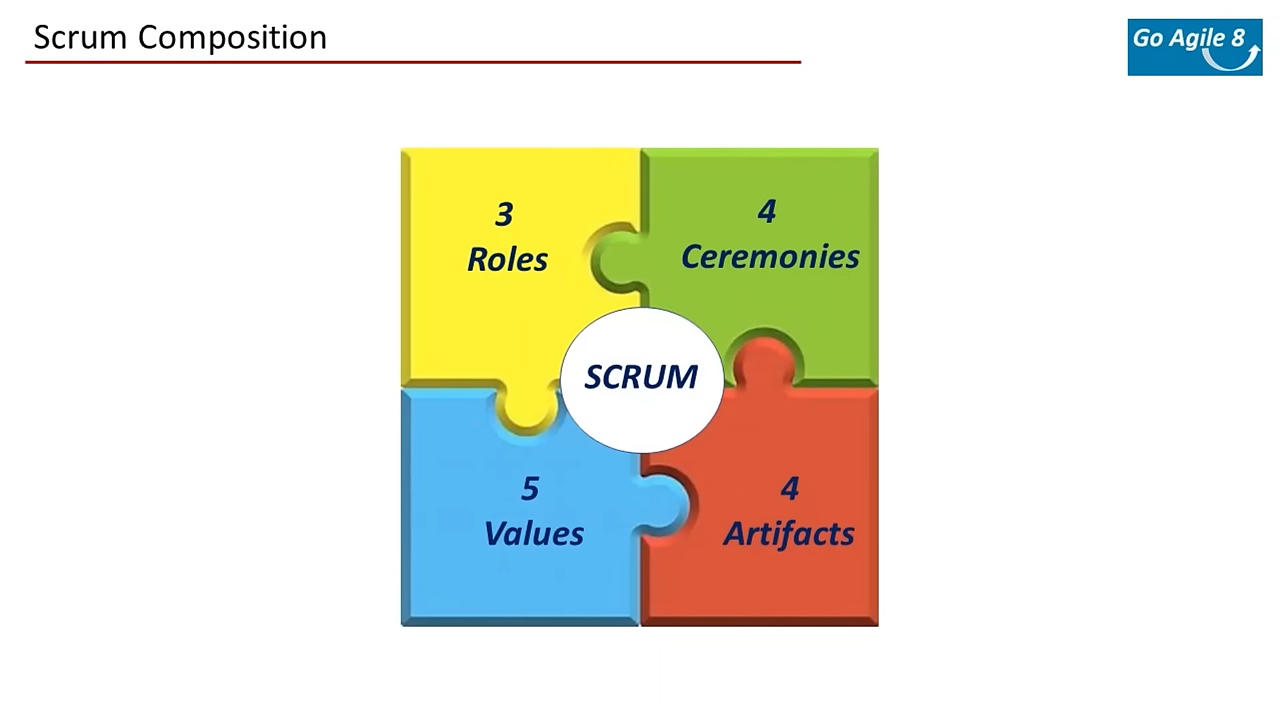 Scrum Composition
Go Agile 8
3
Roles
4
Ceremonies
SCRUM
5
Values
4
Artifacts